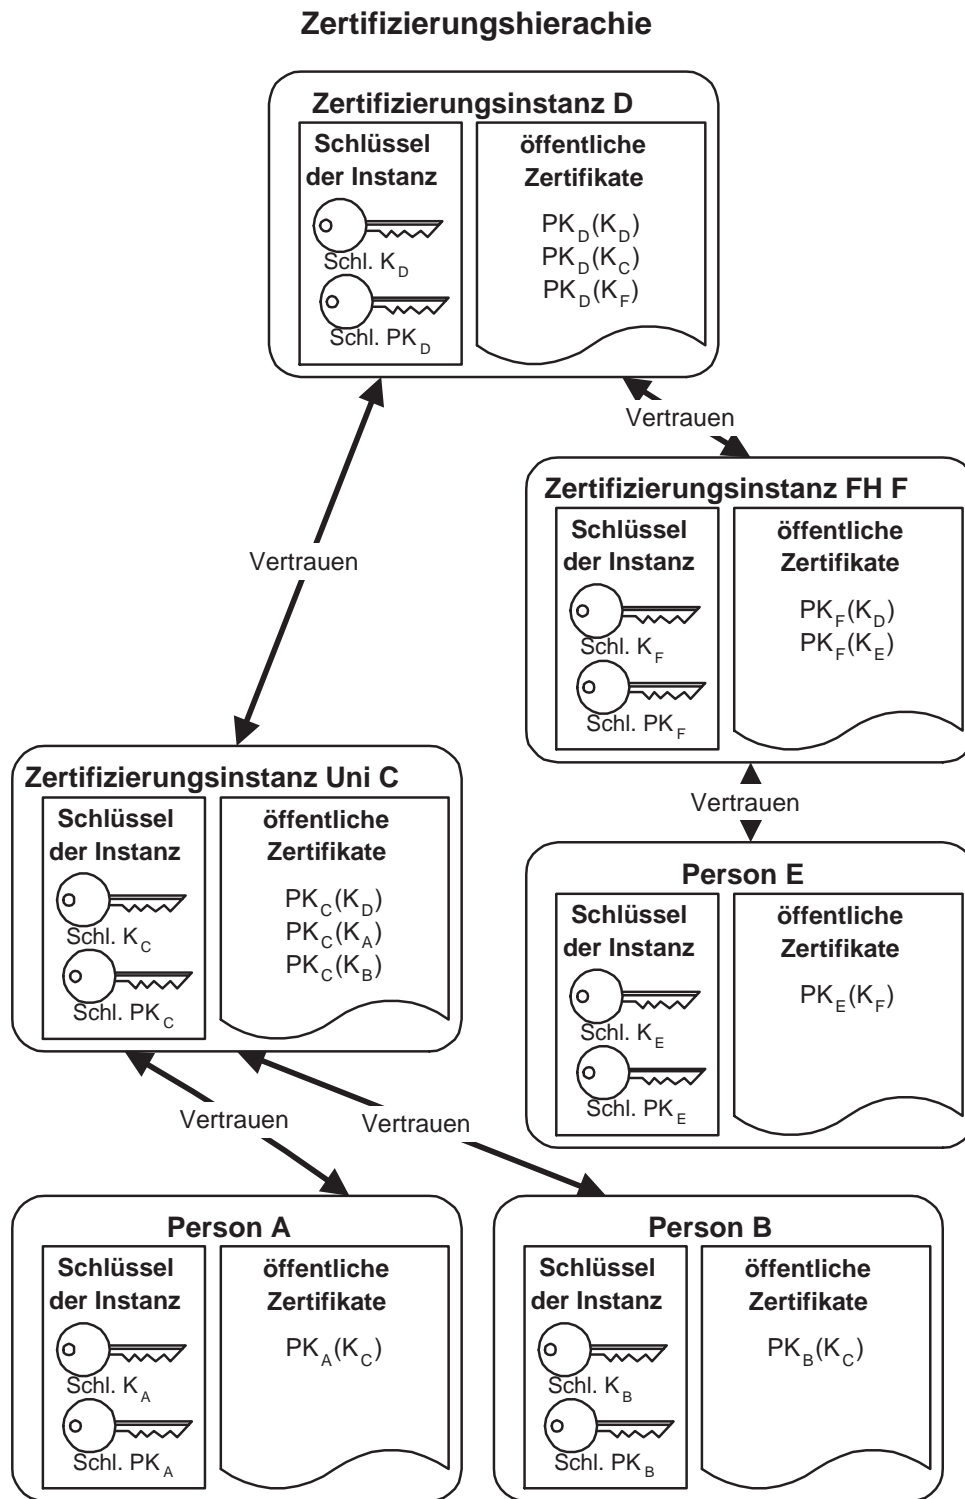 Zertifizierungshierachie
Zertifizierungsinstanz D
Schlüssel
der Instanz
Schl. K_D
Schl. PK_D
öffentliche
Zertifikate
PK_D(K_D)
PK_D(K_C)
PK_D(K_F)
Vertrauen
Vertrauen
Zertifizierungsinstanz FH F
Schlüssel
der Instanz
Schl. K_F
Schl. PK_F
öffentliche
Zertifikate
PK_F(K_D)
PK_F(K_E)
Zertifizierungsinstanz Uni C
Schlüssel
der Instanz
Schl. K_C
Schl. PK_C
öffentliche
Zertifikate
PK_C(K_D)
PK_C(K_A)
PK_C(K_B)
Vertrauen
Person E
Schlüssel
der Instanz
Schl. K_E
Schl. PK_E
öffentliche
Zertifikate
PK_E(K_F)
Vertrauen
Vertrauen
Person A
Schlüssel
der Instanz
Schl. K_A
Schl. PK_A
öffentliche
Zertifikate
PK_A(K_C)
Person B
Schlüssel
der Instanz
Schl. K_B
Schl. PK_B
öffentliche
Zertifikate
PK_B(K_C)